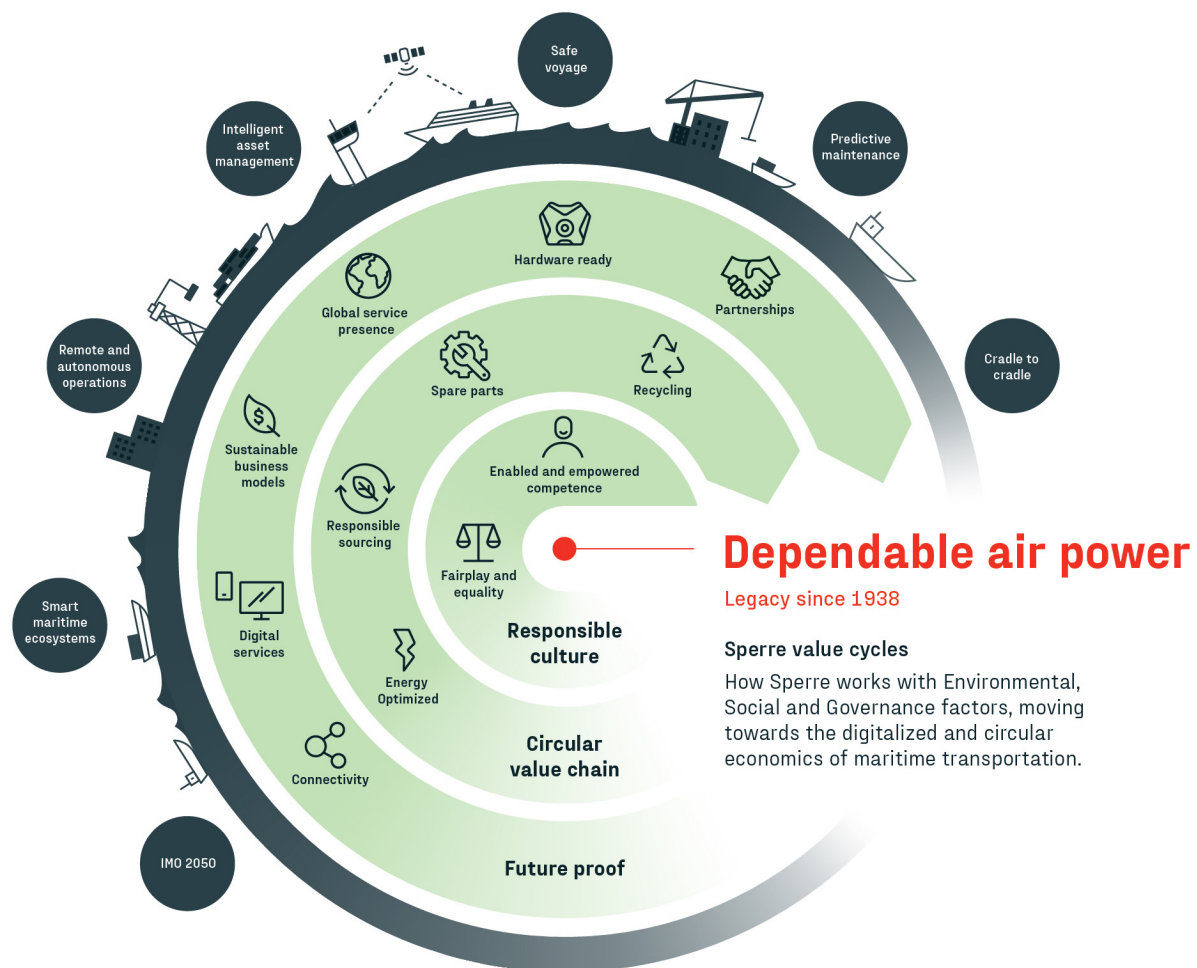 Safe
voyage
Intelligent
asset
management
Predictive
maintenance
Remote and
autonomous
operations
Cradle to
cradle
Smart
maritime
ecosystems
IMO 2050
Hardware ready
Global service
presence
Partnerships
Sustainable
business
models
Digital
services
Connectivity
Future proof
Spare parts
Recycling
Responsible
sourcing
Energy
Optimized
Circular
value chain
Enabled and empowered
competence
Fairplay and
equality
Responsible
culture
Dependable air power
Legacy since 1938
Sperre value cycles
How Sperre works with Environmental,
Social and Governance factors, moving
towards the digitalized and circular
economics of maritime transportation.